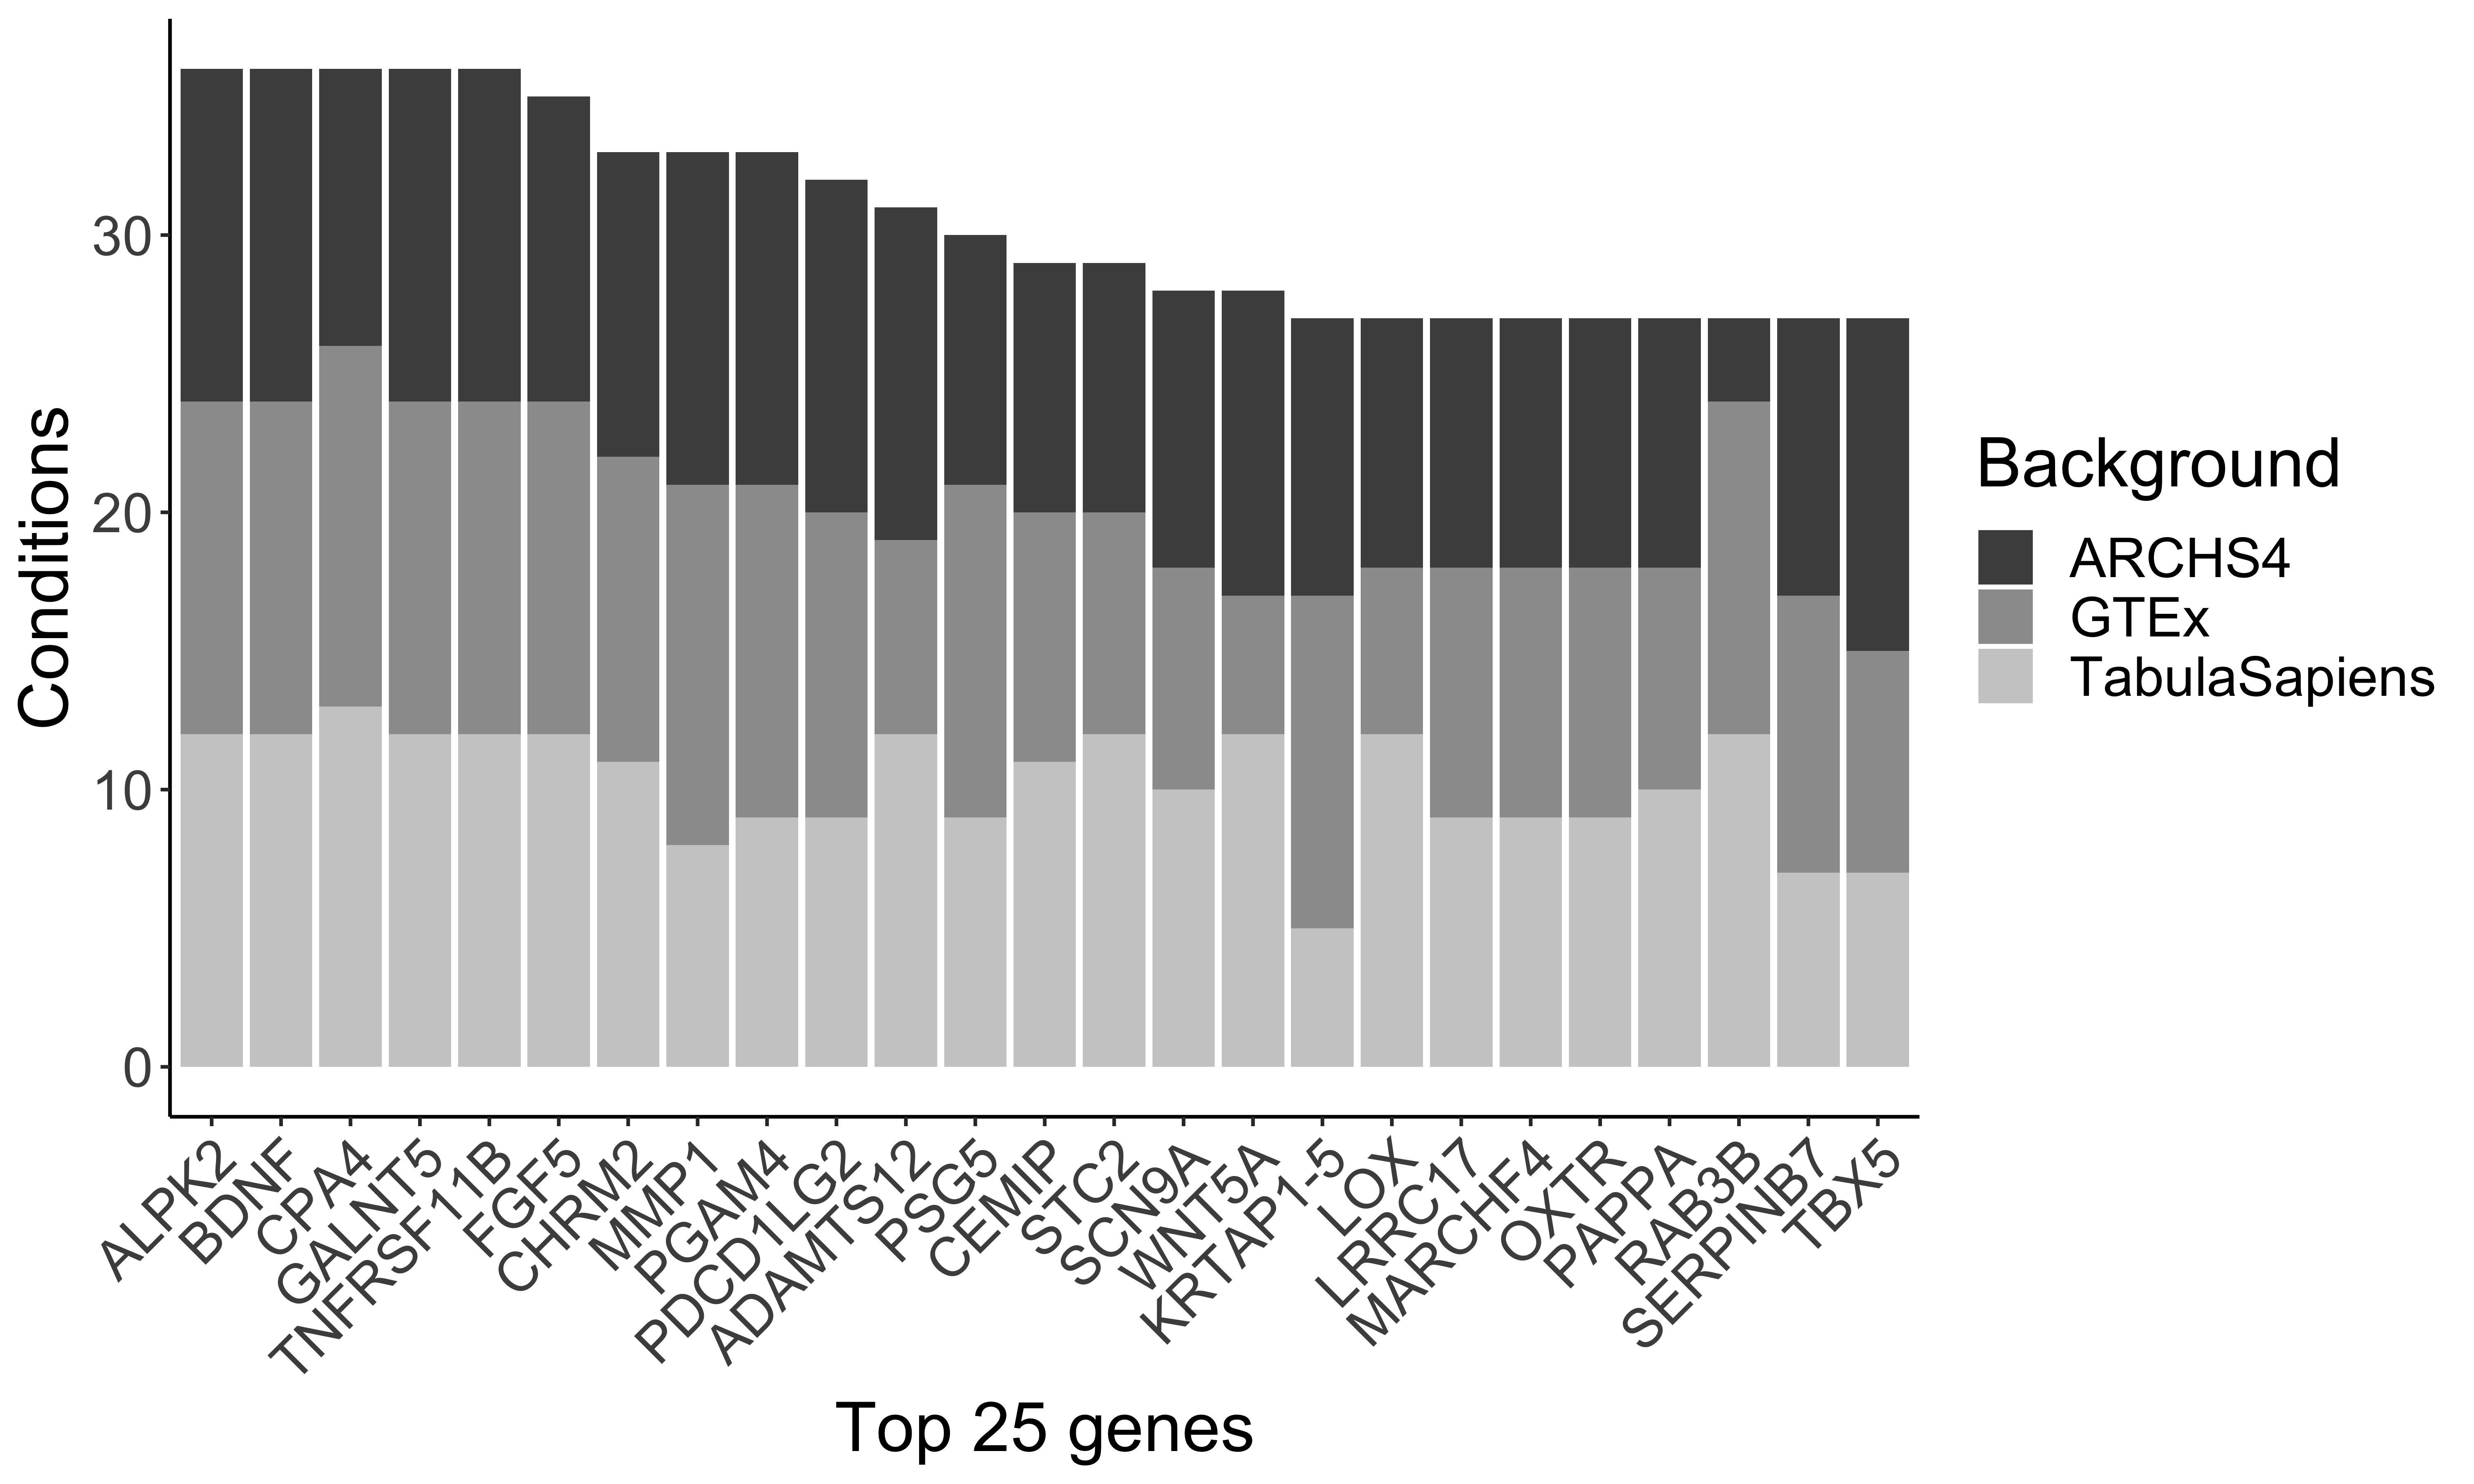 Conditions
30
20
10
0
ALPK2
BDNF
CPA4
GALNT5
TNFRSF11B
FGF5
CHRM2
MMP1
PGAM4
PDCD1LG2
ADAMTS12
PSG5
CEMIP
STC2
SCN9A
WNT5A
KRTAP1-5
LOX
LRRC17
MARCHF4
OXTR
PAPPA
RAB3B
SERPINB7
TBX5
Top 25 genes
Background
ARCHS4
GTEx
TabulaSapiens